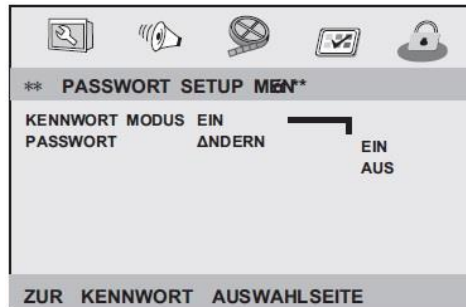 ** PASSWORT SETUP MEN**
KENNWORT MODUS EIN
PASSWORT ΔNDERN
EIN
AUS
ZUR KENNWORT AUSWAHLSEITE